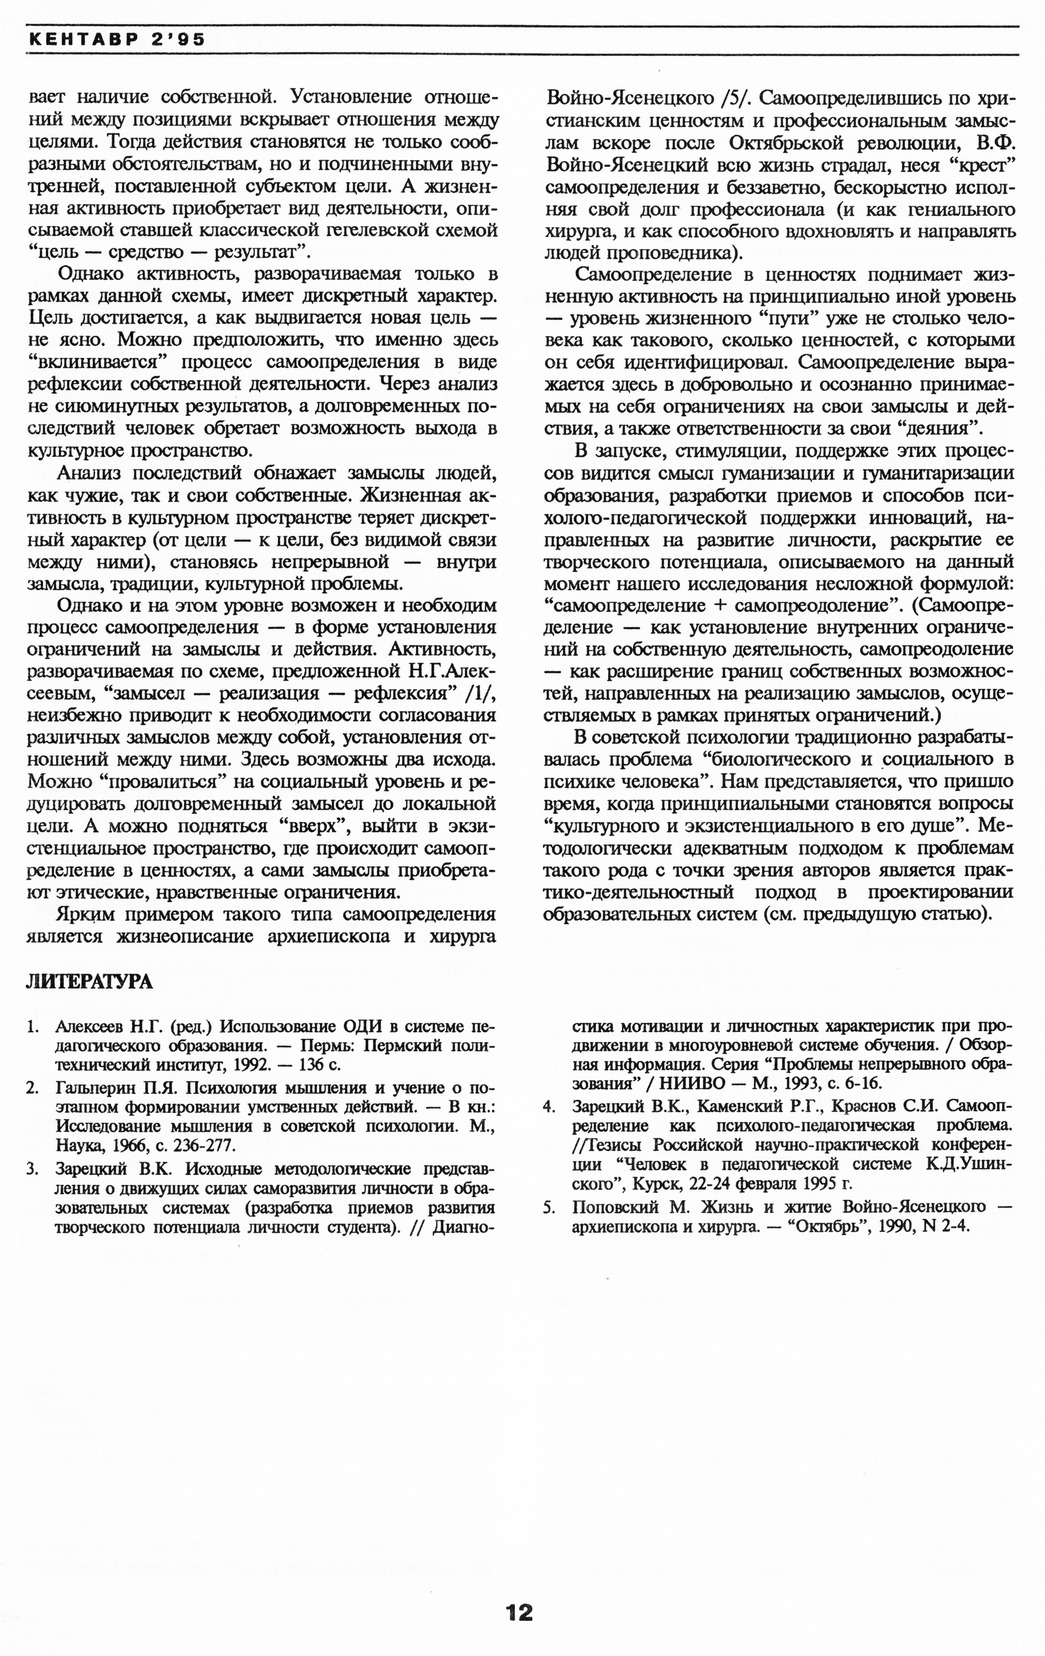 КЕНТАВР 2’95
вает наличие собственной. Установление отноше-
ний между позициями вскрывает отношения между
целями. Тогда действия становятся не только сооб-
разными обстоятельствам, но и подчиненными вну-
тренней, поставленной субъектом цели. А жизнен-
ная активность приобретает вид деятельности, опи-
сываемой ставшей классической гегелевской схемой
“цель — средство — результат”.
Однако активность, разворачиваемая только в
рамках данной схемы, имеет дискретный характер.
Цель достигается, а как выдвигается новая цель —
не ясно. Можно предположить, что именно здесь
“вклинивается” процесс самоопределения в виде
рефлексии собственной деятельности. Через анализ
не сиюминутных результатов, а долговременных по-
следствий человек обретает возможность выхода в
культурное пространство.
Анализ последствий обнажает замыслы людей,
как чужие, так и свои собственные. Жизненная ак-
тивность в культурном пространстве теряет дискрет-
ный характер (от цели — к цели, без видимой связи
между ними), становясь непрерывной — внутри
замысла, традиции, культурной проблемы.
Однако и на этом уровне возможен и необходим
процесс самоопределения — в форме установления
ограничений на замыслы и действия. Активность,
разворачиваемая по схеме, предложенной Н.Г.Алек-
сеевым, “замысел — реализация — рефлексия” /1/,
неизбежно приводит к необходимости согласования
различных замыслов между собой, установления от-
ношений между ними. Здесь возможны два исхода.
Можно “провалиться” на социальный уровень и ре-
дуцировать долговременный замысел до локальной
цели. А можно подняться “вверх”, выйти в экзи-
стенциальное пространство, где происходит самооп-
ределение в ценностях, а сами замыслы приобрета-
ют этические, нравственные ограничения.
Ярким примером такого типа самоопределения
является жизнеописание архиепископа и хирурга
Войно-Ясенецкого /5/. Самоопределившись по хри-
стианским ценностям и профессиональным замыс-
лам вскоре после Октябрьской революции, В.Ф.
Войно-Ясенецкий всю жизнь страдал, неся “крест”
самоопределения и беззаветно, бескорыстно испол-
няя свой долг профессионала (и как гениального
хирурга, и как способного вдохновлять и направлять
людей проповедника).
Самоопределение в ценностях поднимает жиз-
ненную активность на принципиально иной уровень
— уровень жизненного “пути” уже не столько чело-
века как такового, сколько ценностей, с которыми
он себя идентифицировал. Самоопределение выра-
жается здесь в добровольно и осознанно принимае-
мых на себя ограничениях на свои замыслы и дей-
ствия, а также ответственности за свои “деяния”.
В запуске, стимуляции, поддержке этих процес-
сов видится смысл гуманизации и гуманитаризации
образования, разработки приемов и способов пси-
холого-педагогической поддержки инноваций, на-
правленных на развитие личности, раскрытие ее
творческого потенциала, описываемого на данный
момент нашего исследования несложной формулой:
“самоопределение + самопреодоление”. (Самоопре-
деление — как установление внутренних ограниче-
ний на собственную деятельность, самопреодоление
— как расширение границ собственных возможнос-
тей, направленных на реализацию замыслов, осуще-
ствляемых в рамках принятых ограничений.)
В советской психологии традиционно разрабаты-
валась проблема “биологического и социального в
психике человека”. Нам представляется, что пришло
время, когда принципиальными становятся вопросы
“культурного и экзистенциального в его душе”. Ме-
тодологически адекватным подходом к проблемам
такого рода с точки зрения авторов является прак-
тико-деятельностный подход в проектировании
образовательных систем (см. предыдущую статью).
ЛИТЕРАТУРА
1. Алексеев Н.Г. (ред.) Использование ОДИ в системе пе-
дагогического образования. — Пермь: Пермский поли-
технический институт, 1992. — 136 с.
2. Гальперин П.Я. Психология мышления и учение о по-
этапном формировании умственных действий. — В кн.:
Исследование мышления в советской психологии. М.,
Наука, 1966, с. 236-277.
3. Зарецкий В.К. Исходные методологические представ-
ления о движущих силах саморазвития личности в обра-
зовательных системах (разработка приемов развития
творческого потенциала личности студента). // Диагно-
стика мотивации и личностных характеристик при про-
движении в многоуровневой системе обучения. / Обзор-
ная информация. Серия “Проблемы непрерывного обра-
зования” / НИИВО — М., 1993, с. 6-16.
4. Зарецкий В.К., Каменский Р.Г., Краснов С.И. Самооп-
ределение как психолого-педагогическая проблема.
//Тезисы Российской научно-практической конферен-
ции “Человек в педагогической системе К.Д.Ушин-
ского”, Курск, 22-24 февраля 1995 г.
5. Поповский М. Жизнь и житие Войно-Ясенецкого —
архиепископа и хирурга. — “Октябрь”, 1990, N 2-4.
12